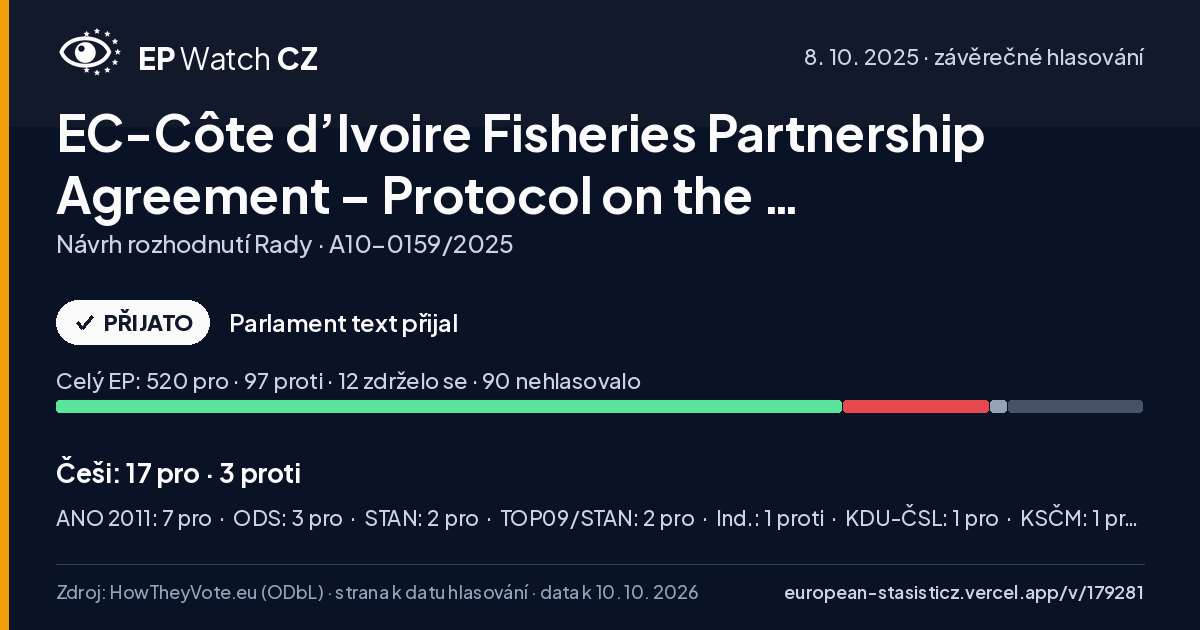 EP Watch CZ
8. 10. 2025 · závěrečné hlasování
EC–Côte d’Ivoire Fisheries Partnership
Agreement – Protocol on the …
Návrh rozhodnutí Rady · A10-0159/2025
✓ PŘIJATO
Parlament text přijal
Celý EP: 520 pro · 97 proti · 12 zdrželo se · 90 nehlasovalo
Češi: 17 pro · 3 proti
ANO 2011: 7 pro · ODS: 3 pro · STAN: 2 pro · TOP09/STAN: 2 pro · Ind.: 1 proti · KDU-ČSL: 1 pro · KSČM: 1 pr…
Zdroj: HowTheyVote.eu (ODbL) · strana k datu hlasování · data k 10. 10. 2026
european-stasisticz.vercel.app/v/179281